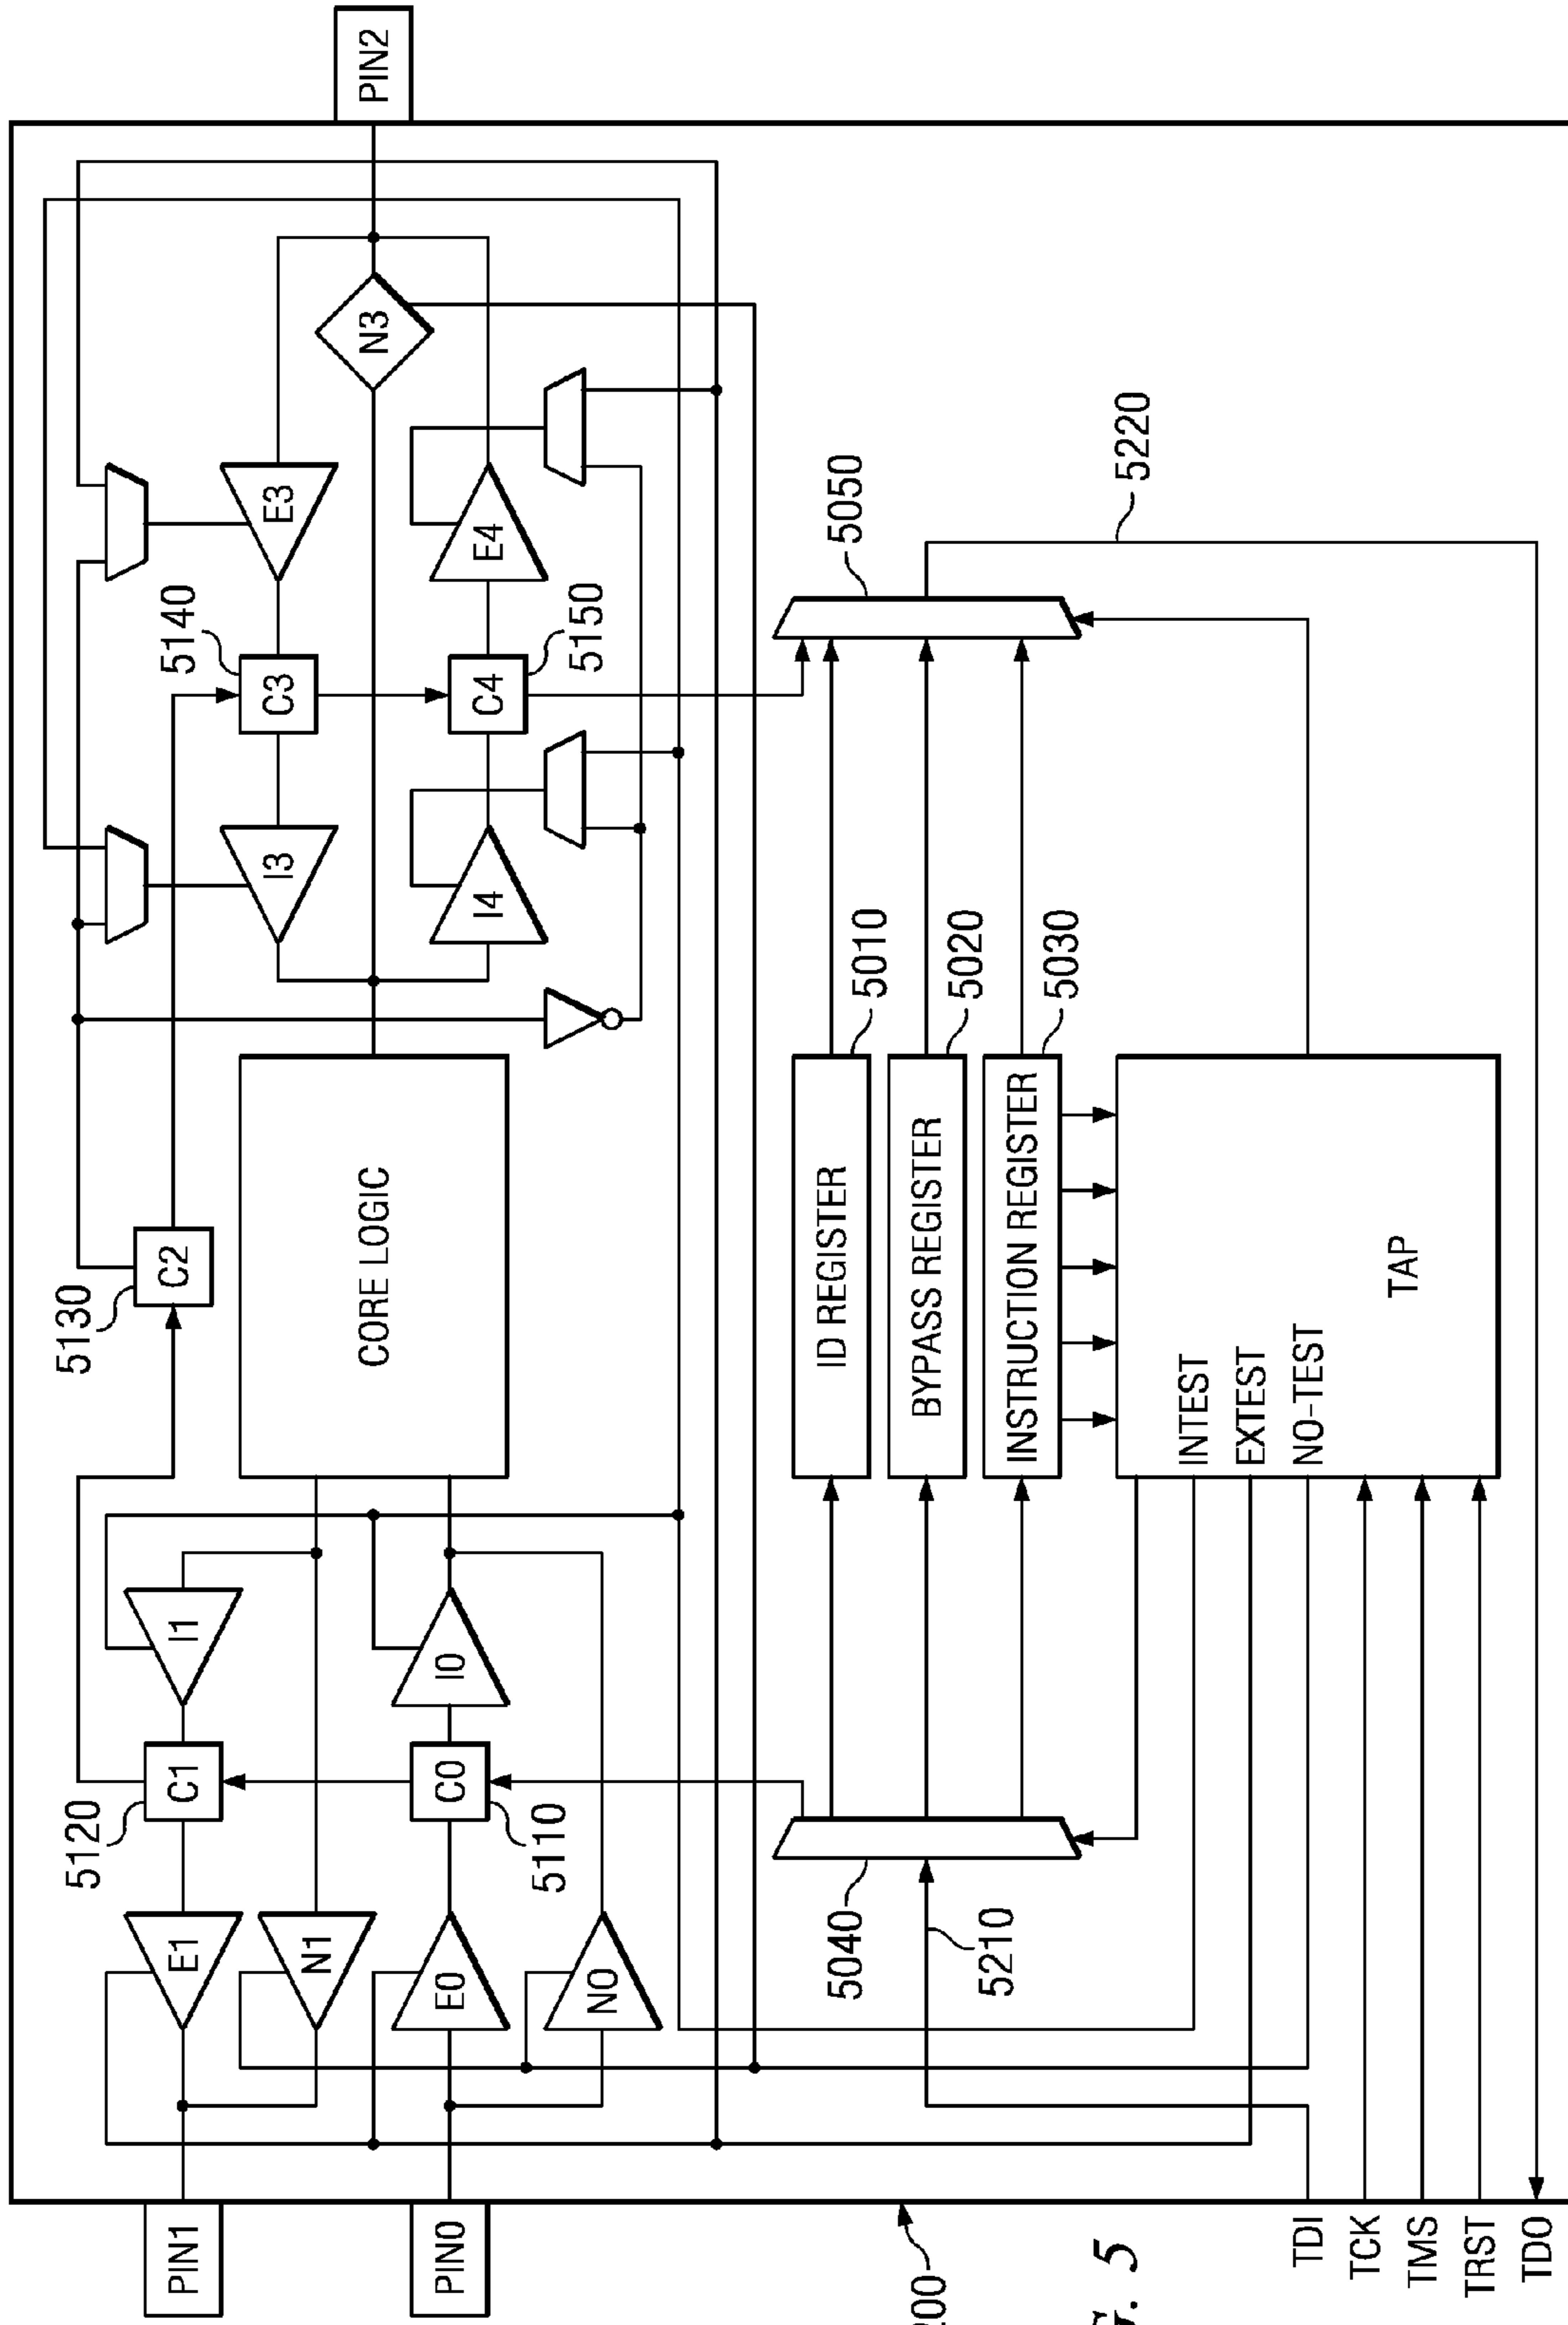 PIN1
PIN0
PIN2
5120
5110
5130
5140
5150
E1
N1
E0
N0
C1
C0
I1
I0
C2
CORE LOGIC
I3
I4
C3
C4
E3
E4
N3
5040
5210
ID REGISTER
5010
BYPASS REGISTER
5020
INSTRUCTION REGISTER
5030
5050
5220
INTEST
EXTEST
NO-TEST
TAP
TDI
TCK
TMS
TRST
TDO
200
G. 5